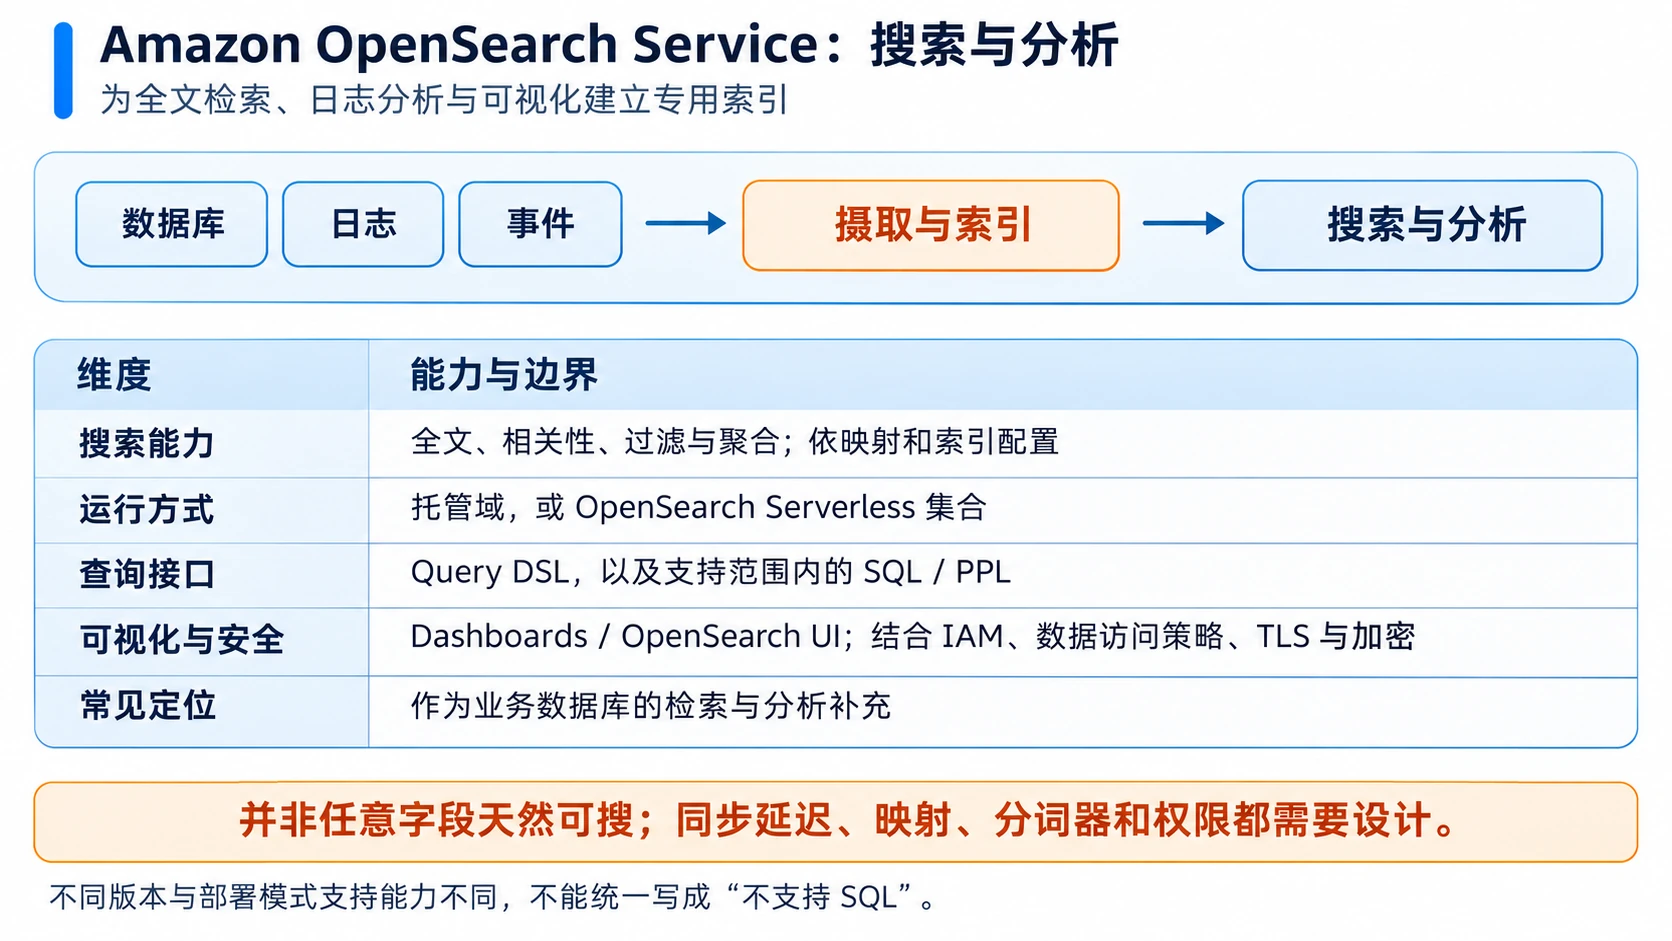 Amazon OpenSearch Service：搜索与分析
为全文检索、日志分析与可视化建立专用索引
数据库 日志 事件 摄取与索引 搜索与分析
维度 能力与边界
搜索能力 全文、相关性、过滤与聚合；依映射和索引配置
运行方式 托管域，或 OpenSearch Serverless 集合
查询接口 Query DSL，以及支持范围内的 SQL / PPL
可视化与安全 Dashboards / OpenSearch UI；结合 IAM、数据访问策略、TLS 与加密
常见定位 作为业务数据库的检索与分析补充
并非任意字段天然可搜；同步延迟、映射、分词器和权限都需要设计。
不同版本与部署模式支持能力不同，不能统一写成“不支持 SQL”。